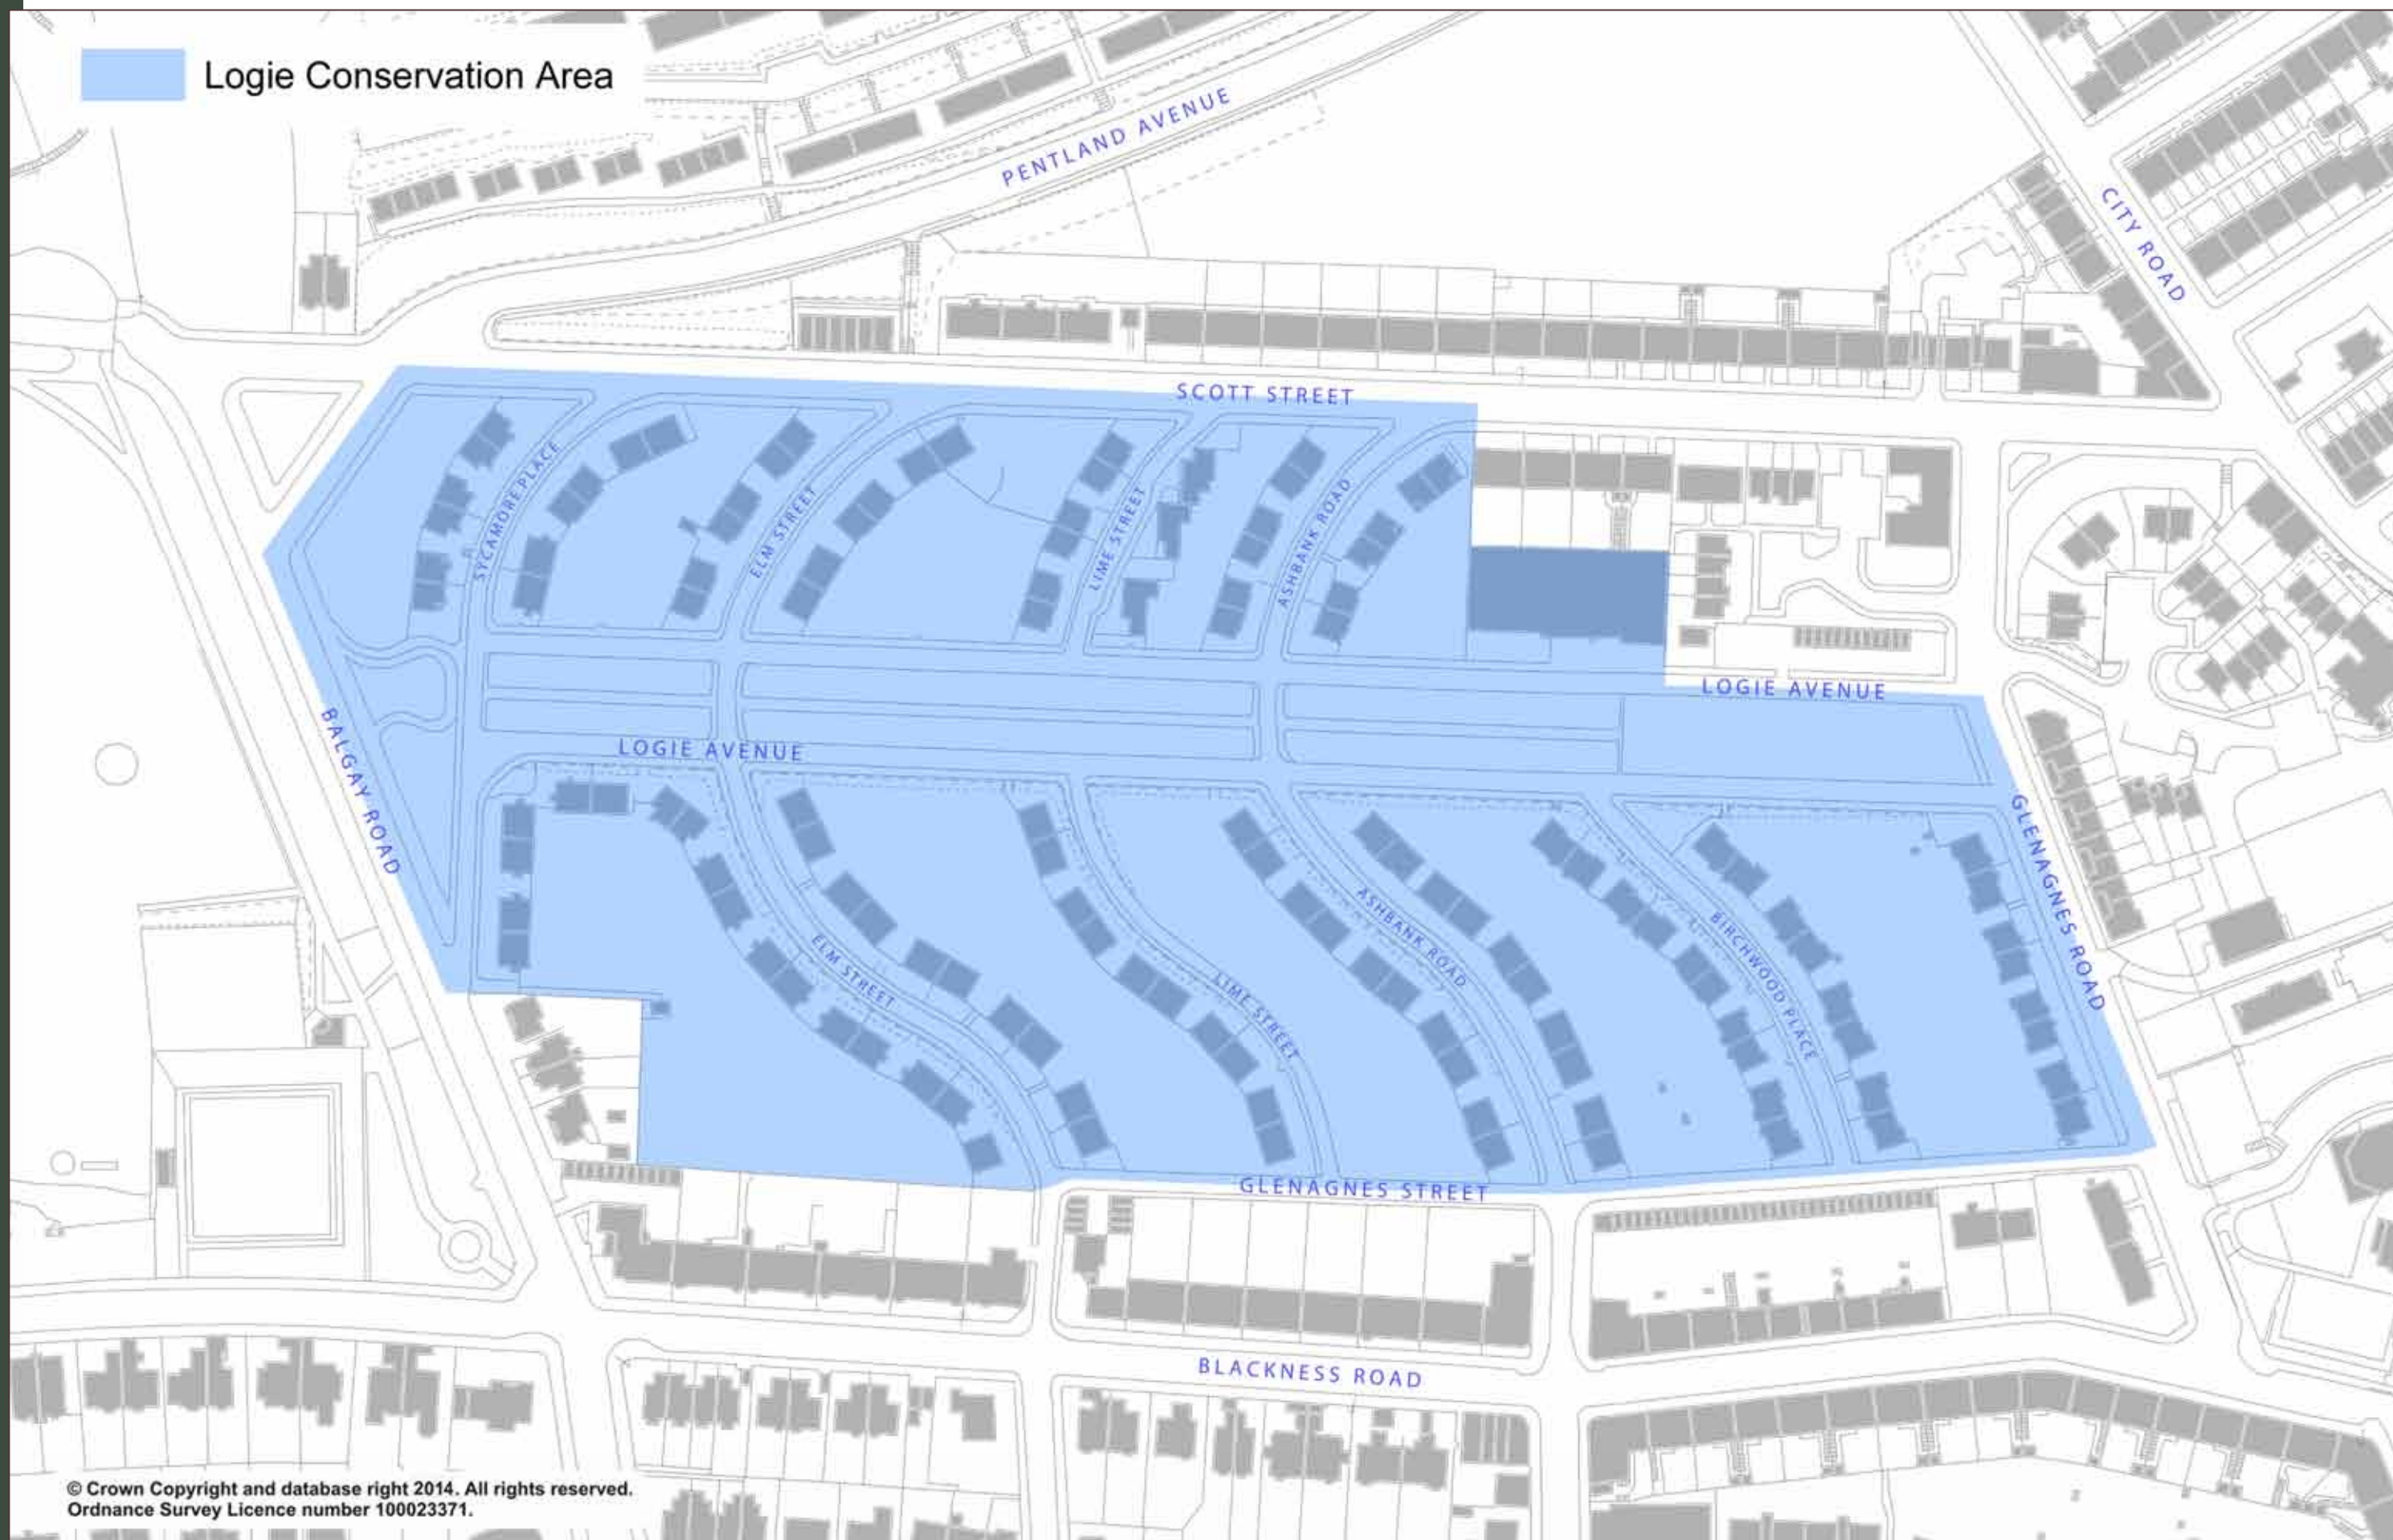 Logie Conservation Area
PENTLAND AVENUE
CITY ROAD
SCOTT STREET
SYCAMORE PLACE
ELM STREET
LIME STREET
ASHBANK ROAD
LOGIE AVENUE
LOGIE AVENUE
BALGAY ROAD
GLENAGNES ROAD
ELM STREET
LIME STREET
ASHBANK ROAD
BIRCHWOOD PLACE
GLENAGNES STREET
BLACKNESS ROAD
© Crown Copyright and database right 2014. All rights reserved.
Ordnance Survey Licence number 100023371.